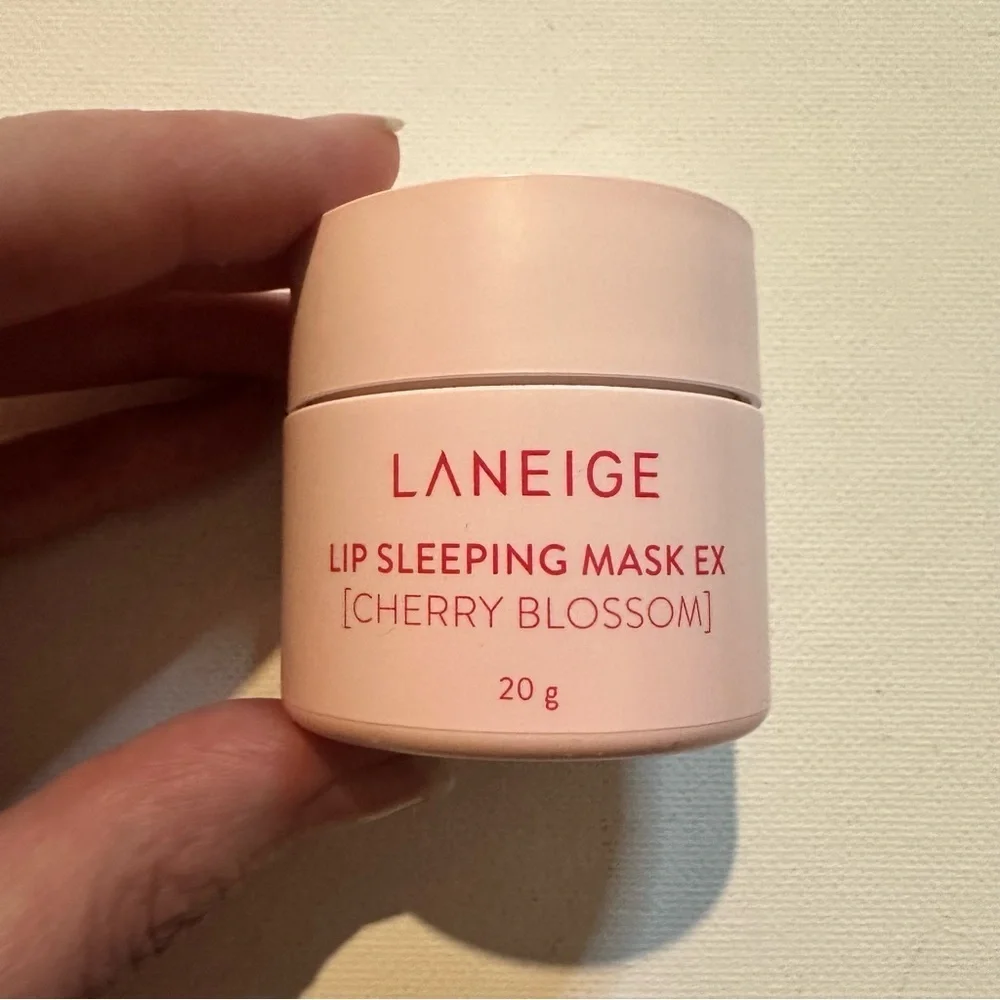 LANEIGE
LIP SLEEPING MASK EX
[CHERRY BLOSSOM]
20 g